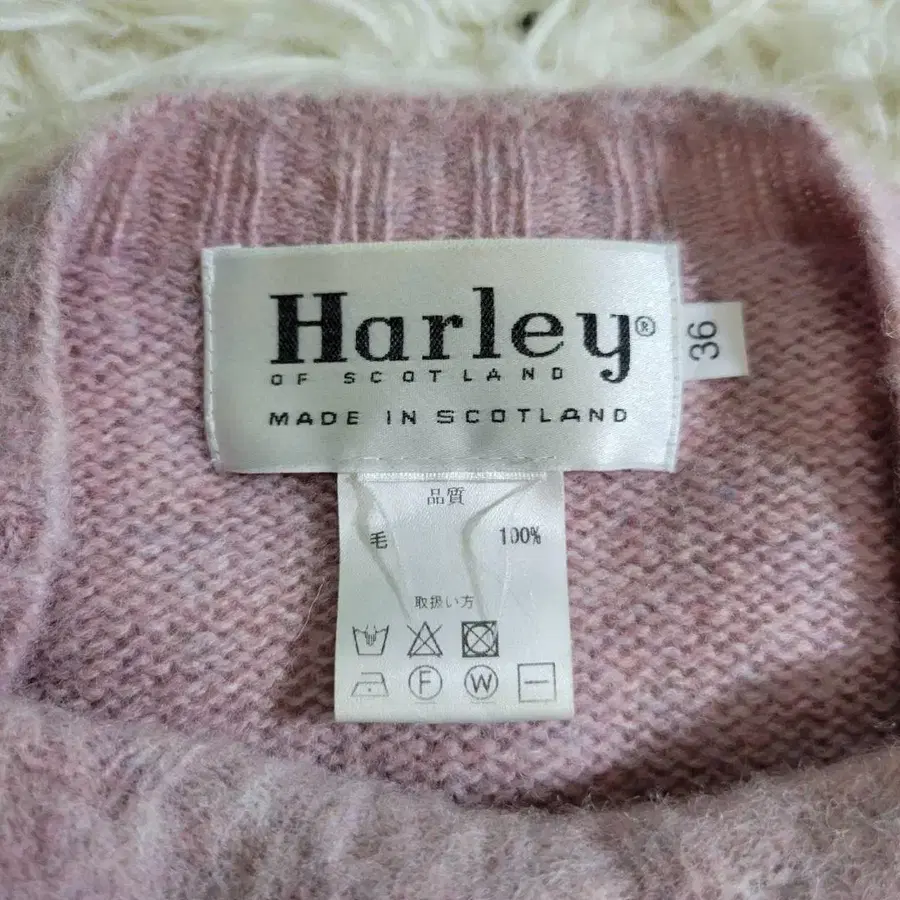 Harley®
OF SCOTLAND
MADE IN SCOTLAND
36
品質
毛 100%
取扱い方
F W